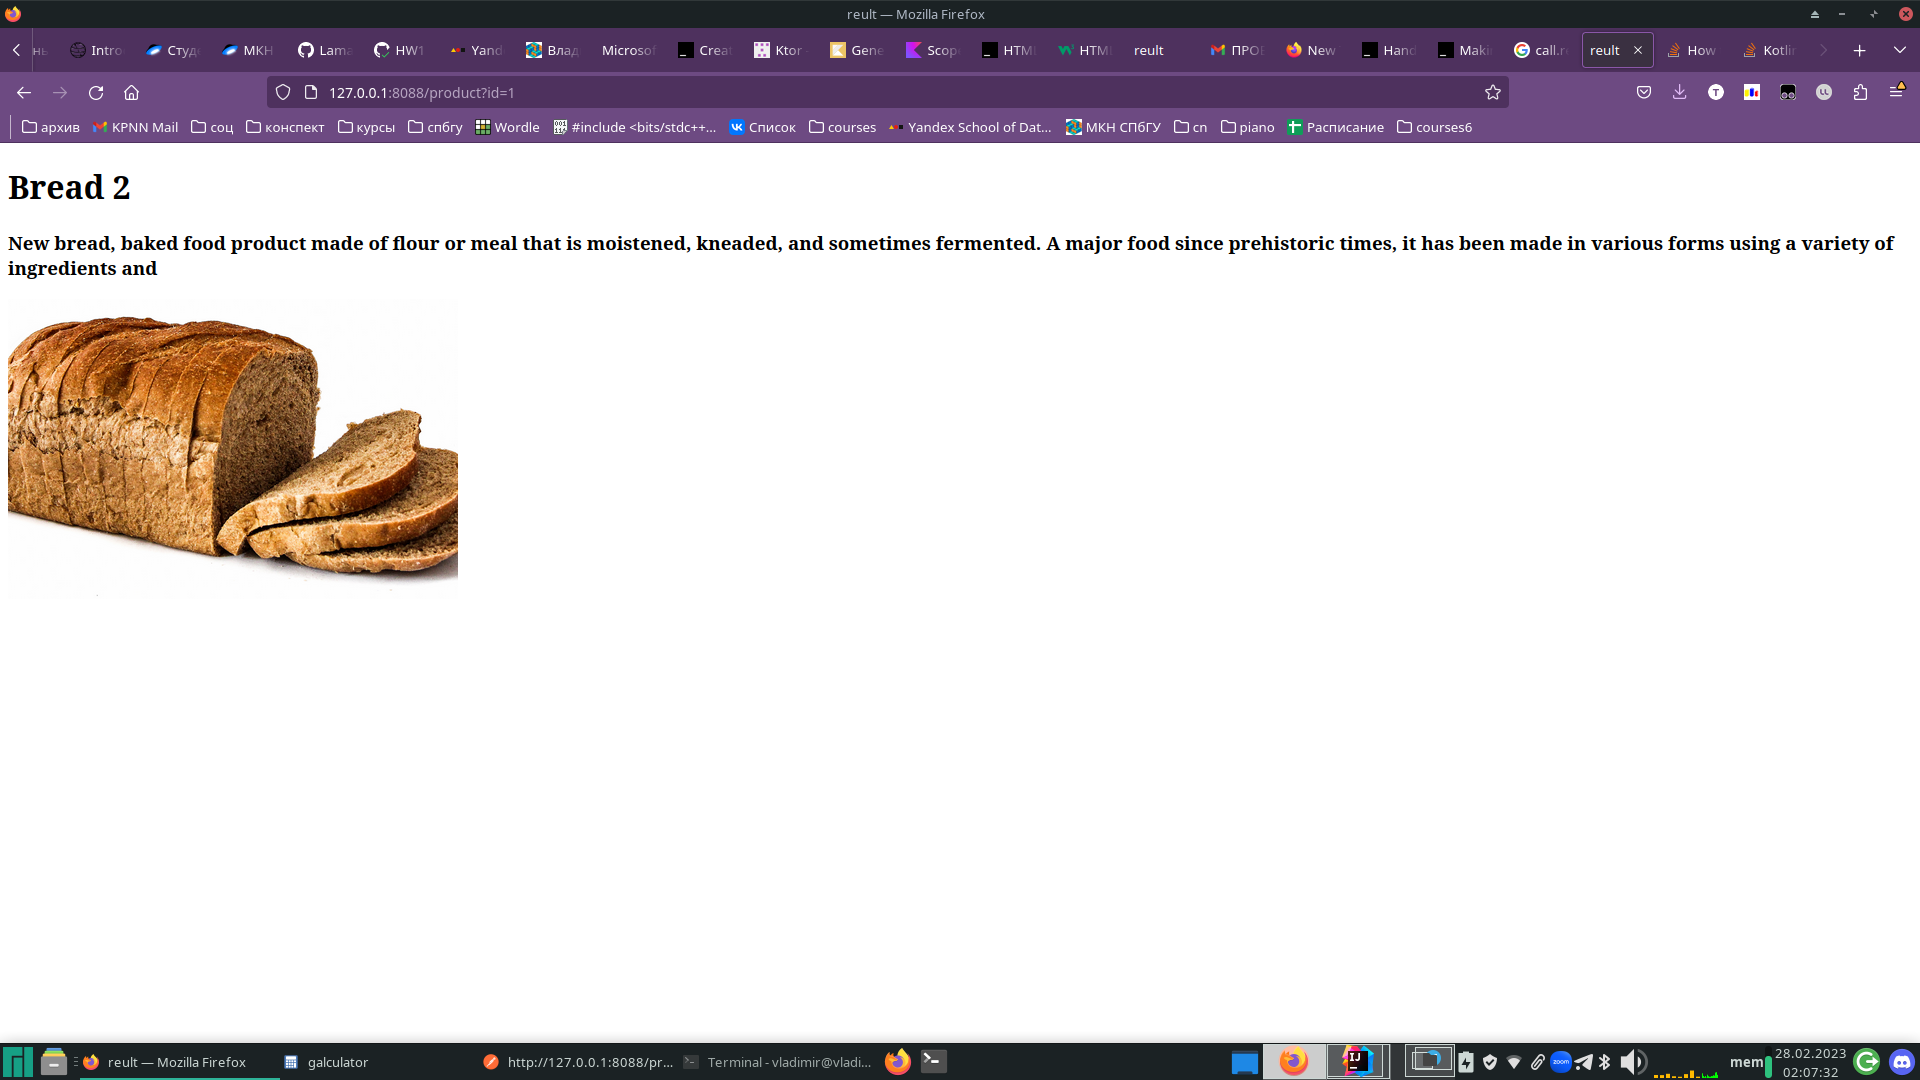 reult — Mozilla Firefox
Intro
Студ
МКН
Lama
HW1
Yand
Влад
Microsof
Creat
Ktor
Gene
Scop
HTM
HTM
reult
ПРО
New
Hand
Maki
call.r
reult
How
Kotlin
127.0.0.1:8088/product?id=1
архив
KPNN Mail
соц
конспект
курсы
спбгу
Wordle
#include <bits/stdc++...
Список
courses
Yandex School of Dat...
МКН СПбГУ
cn
piano
Расписание
courses6
Bread 2
New bread, baked food product made of flour or meal that is moistened, kneaded, and sometimes fermented. A major food since prehistoric times, it has been made in various forms using a variety of
ingredients and
reult — Mozilla Firefox
galculator
http://127.0.0.1:8088/pr...
Terminal - vladimir@vladi...
IJ
zoom
mem
28.02.2023
02:07:32